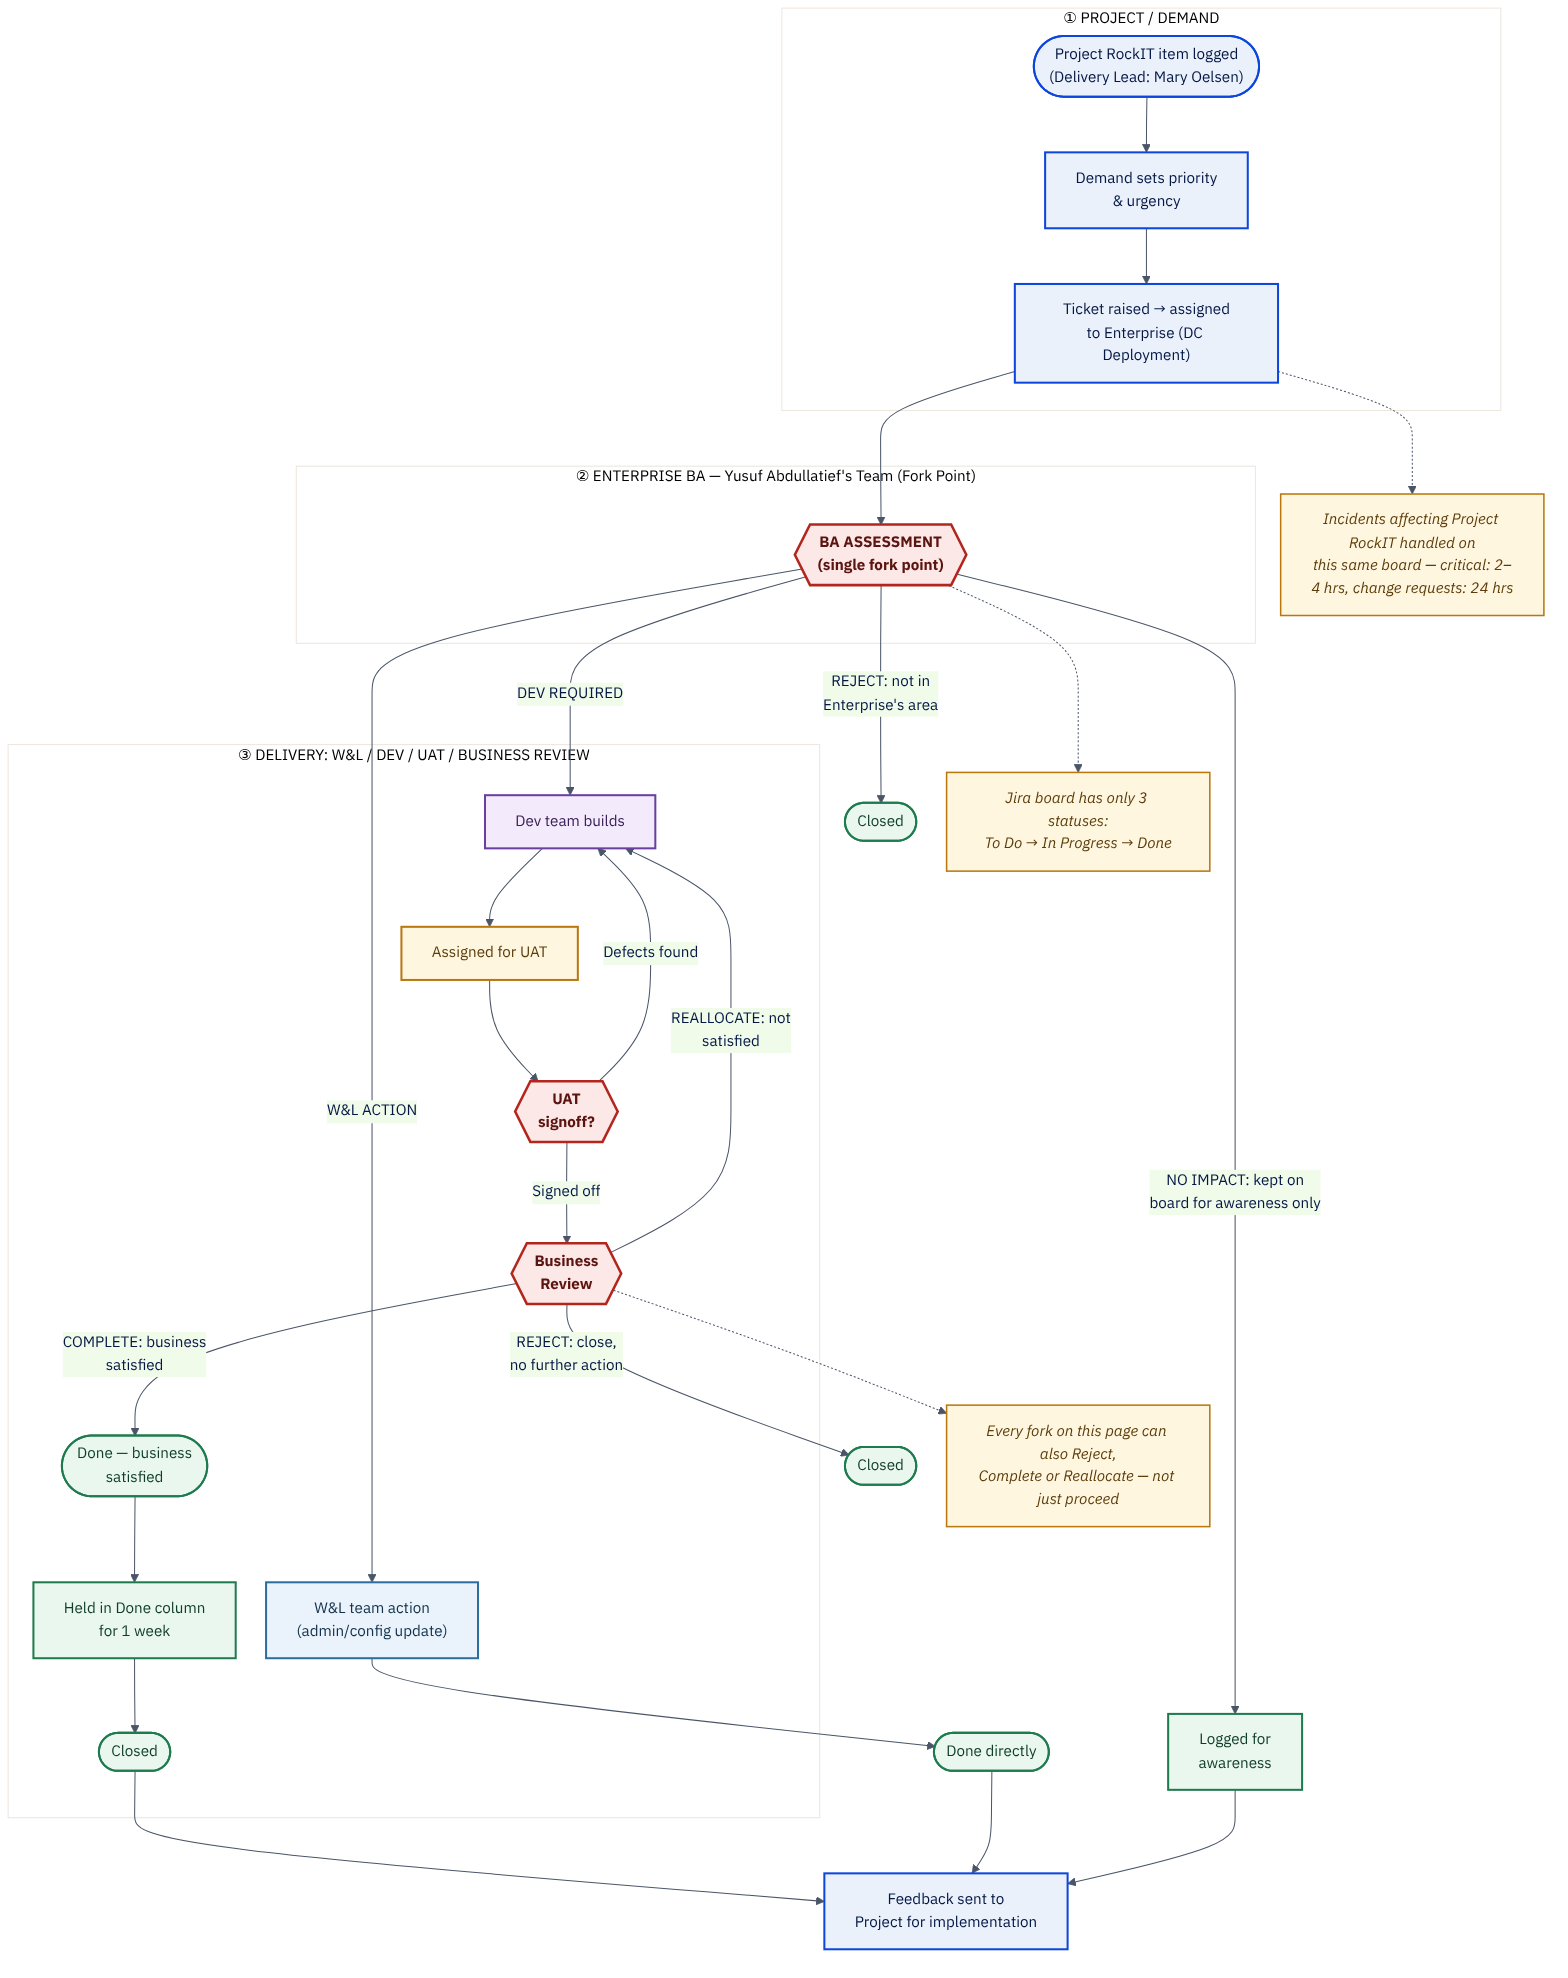 ① PROJECT / DEMAND
Project RockIT item logged
(Delivery Lead: Mary Oelsen)
Demand sets priority
& urgency
Ticket raised → assigned
to Enterprise (DC
Deployment)
② ENTERPRISE BA — Yusuf Abdullatief's Team (Fork Point)
BA ASSESSMENT
(single fork point)
Incidents affecting Project
RockIT handled on
this same board — critical: 2–
4 hrs, change requests: 24 hrs
DEV REQUIRED
REJECT: not in
Enterprise's area
③ DELIVERY: W&L / DEV / UAT / BUSINESS REVIEW
Dev team builds
Closed
Jira board has only 3
statuses:
To Do → In Progress → Done
Assigned for UAT
Defects found
REALLOCATE: not
satisfied
W&L ACTION
UAT
signoff?
Signed off
NO IMPACT: kept on
board for awareness only
Business
Review
COMPLETE: business
satisfied
REJECT: close,
no further action
Done — business
satisfied
Closed
Every fork on this page can
also Reject,
Complete or Reallocate — not
just proceed
Held in Done column
for 1 week
W&L team action
(admin/config update)
Closed
Done directly
Logged for
awareness
Feedback sent to
Project for implementation